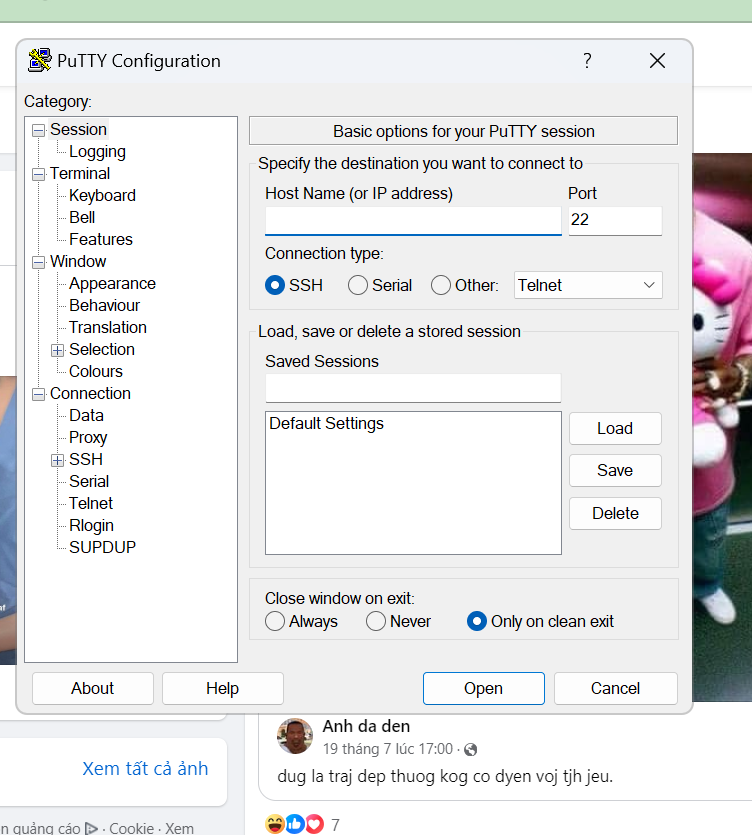 PuTTY Configuration
?
Category:
Session
Logging
Terminal
Keyboard
Bell
Features
Window
Appearance
Behaviour
Translation
Selection
Colours
Connection
Data
Proxy
SSH
Serial
Telnet
Rlogin
SUPDUP
Basic options for your PuTTY session
Specify the destination you want to connect to
Host Name (or IP address) Port
22
Connection type:
SSH Serial Other: Telnet
Load, save or delete a stored session
Saved Sessions
Default Settings
Load
Save
Delete
Close window on exit:
Always Never Only on clean exit
About Help Open Cancel
Anh da den
19 tháng 7 lúc 17:00 ·
dug la traj dep thuog kog co dyen voj tjh jeu.
7
Xem tất cả ảnh
quảng cáo · Cookie · Xem